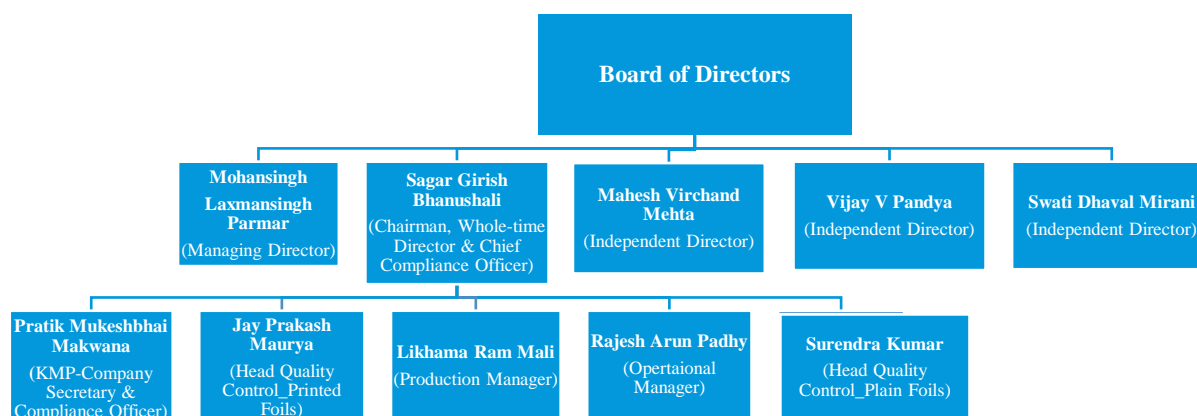 Board of Directors
Mohansingh
Laxmansingh
Parmar
(Managing Director)
Sagar Girish
Bhanushali
(Chairman, Whole-time
Director & Chief
Compliance Officer)
Mahesh Virchand
Mehta
(Independent Director)
Vijay V Pandya
(Independent Director)
Swati Dhaval Mirani
(Independent Director)
Pratik Mukeshbhai
Makwana
(KMP-Company
Secretary &
Compliance Officer)
Jay Prakash
Maurya
(Head Quality
Control_Printed
Foils)
Likhama Ram Mali
(Production Manager)
Rajesh Arun Padhy
(Opertaional
Manager)
Surendra Kumar
(Head Quality
Control_Plain Foils)